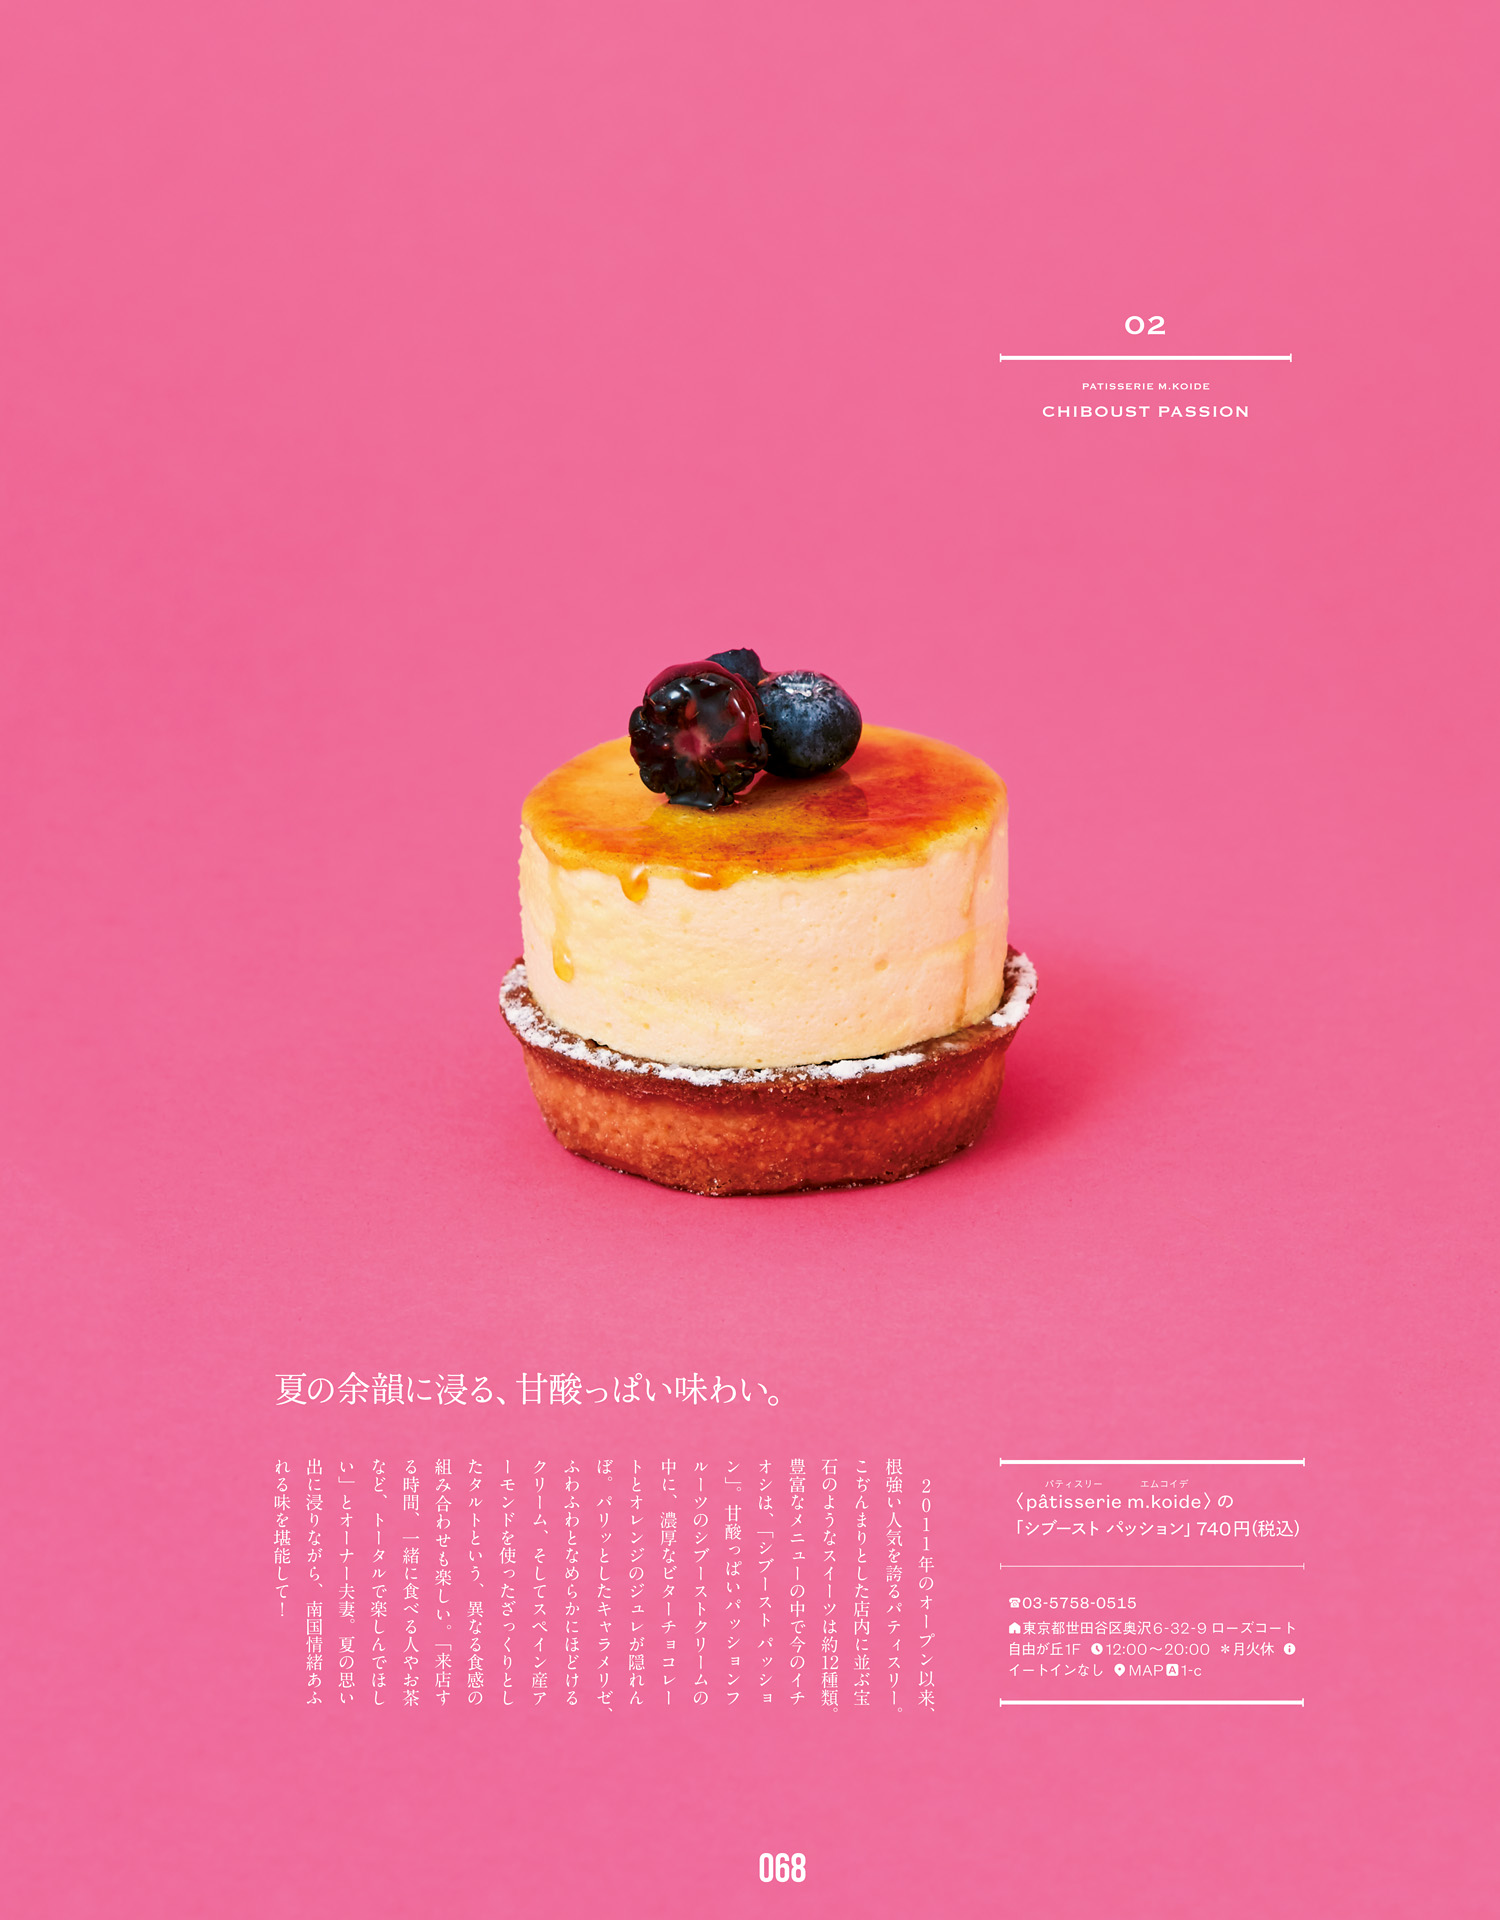 02
PATISSERIE M.KOIDE
CHIBOUST PASSION
夏の余韻に浸る、甘酸っぱい味わい。
2011年のオープン以来、
根強い人気を誇るパティスリー。
こぢんまりとした店内に並ぶ宝
石のようなスイーツは約12種類。
豊富なメニューの中で今のイチ
オシは、「シブースト パッショ
ン」。甘酸っぱいパッションフ
ルーツのシブーストクリームの
中に、濃厚なビターチョコレー
トとオレンジのジュレが隠れん
ぼ。パリッとしたキャラメリゼ、
ふわふわとなめらかにほどける
クリーム、そしてスペイン産ア
ーモンドを使ったざっくりとし
たタルトという、異なる食感の
組み合わせも楽しい。「来店す
る時間、一緒に食べる人やお茶
など、トータルで楽しんでほし
い」とオーナー夫妻。夏の思い
出に浸りながら、南国情緒あふ
れる味を堪能して！
パティスリー エムコイデ
〈pâtisserie m.koide〉の
「シブースト パッション」740円(税込)
☎03-5758-0515
東京都世田谷区奥沢6-32-9 ローズコート
自由が丘1F 12:00〜20:00 ＊月火休
イートインなし MAP A 1-c
068